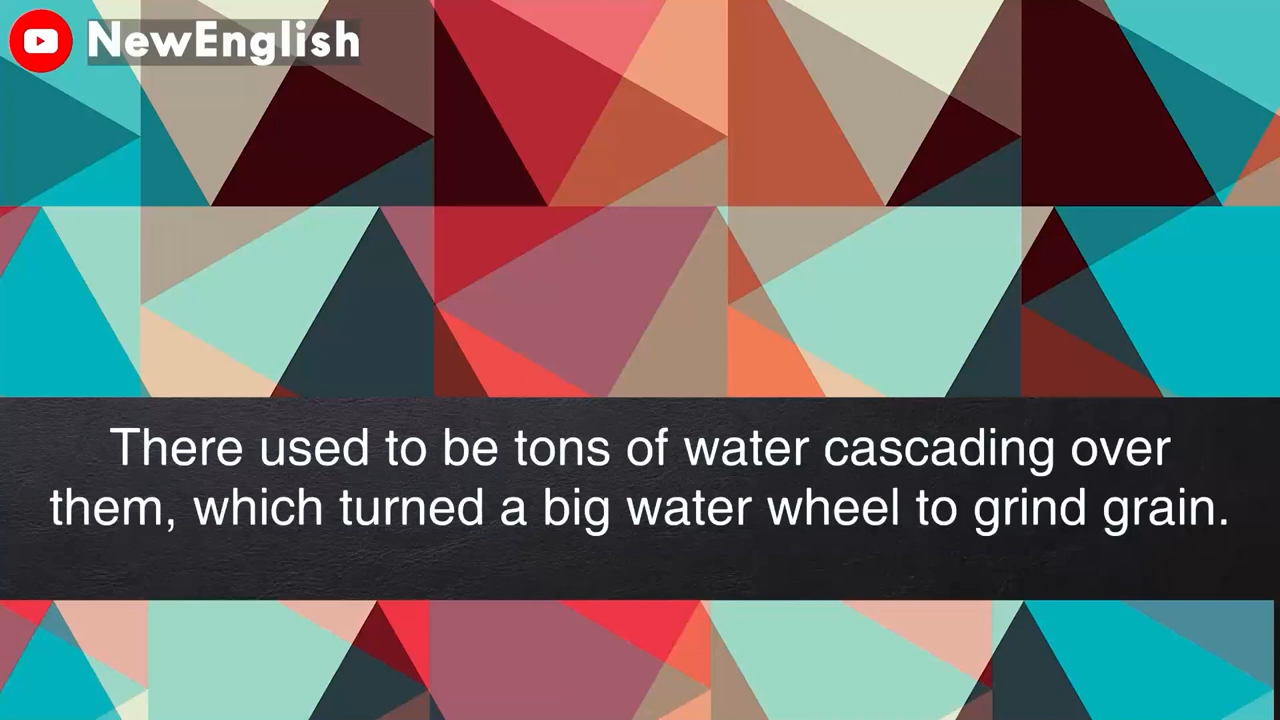 NewEnglish
There used to be tons of water cascading over
them, which turned a big water wheel to grind grain.